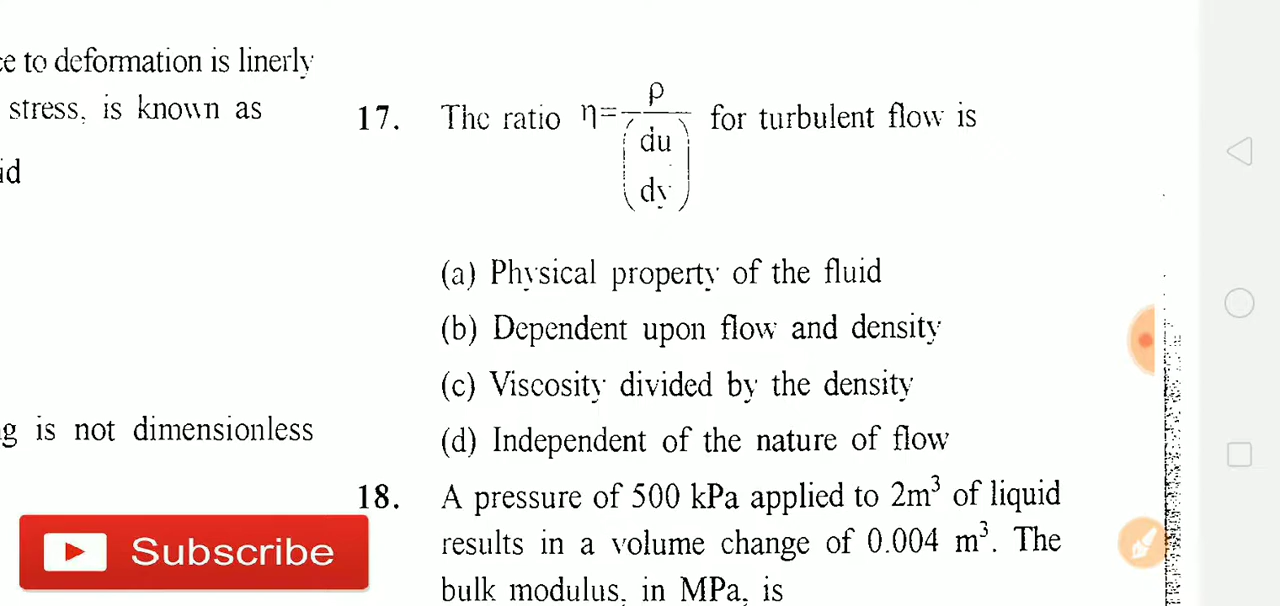 ce to deformation is linerly
stress, is known as
id
g is not dimensionless
17. The ratio η=ρ/(du/dy) for turbulent flow is
(a) Physical property of the fluid
(b) Dependent upon flow and density
(c) Viscosity divided by the density
(d) Independent of the nature of flow
18. A pressure of 500 kPa applied to 2m³ of liquid
results in a volume change of 0.004 m³. The
bulk modulus, in MPa, is
Subscribe